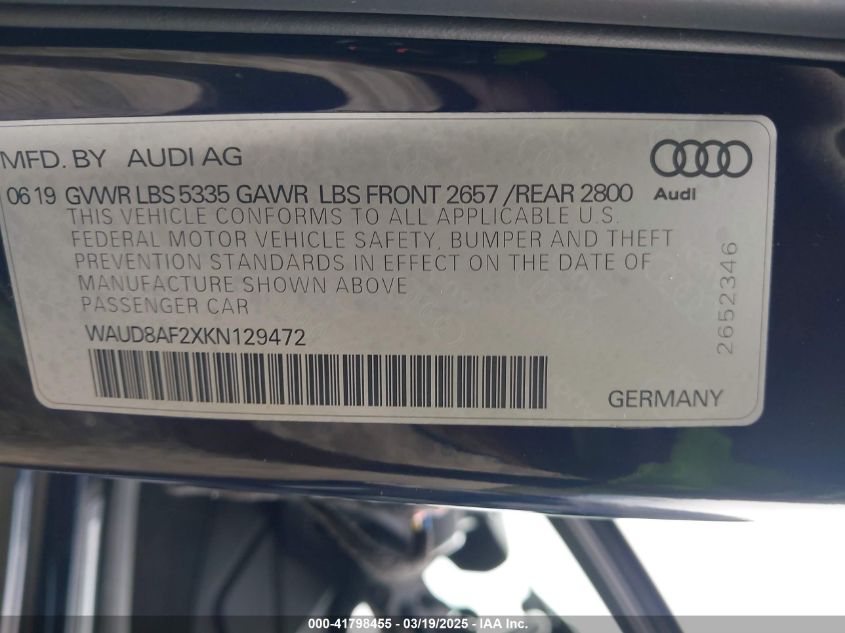 MFD. BY AUDI AG
06 19 GVWR LBS 5335 GAWR LBS FRONT 2657 / REAR 2800
Audi
THIS VEHICLE CONFORMS TO ALL APPLICABLE U.S.
FEDERAL MOTOR VEHICLE SAFETY, BUMPER AND THEFT
PREVENTION STANDARDS IN EFFECT ON THE DATE OF
MANUFACTURE SHOWN ABOVE
PASSENGER CAR
WAUD8AF2XKN129472
2652346
GERMANY
000-41798455 - 03/19/2025 - IAA Inc.